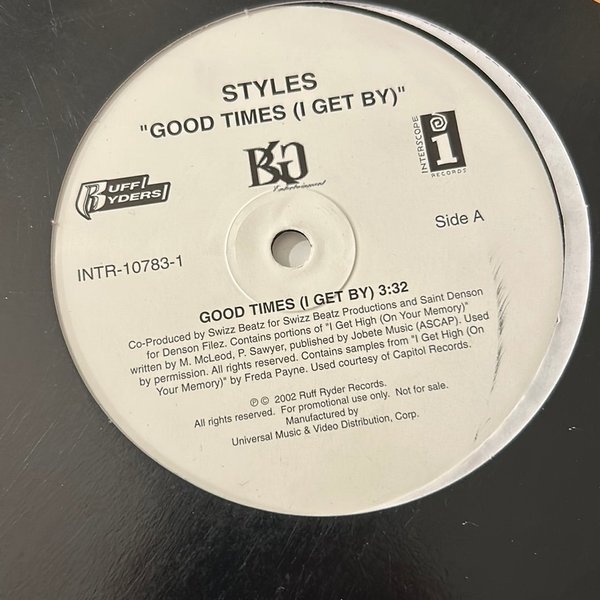 STYLES
"GOOD TIMES (I GET BY)"
RUFF
RYDERS
B&G
Entertainment
INTERSCOPE
i
RECORDS
INTR-10783-1
Side A
GOOD TIMES (I GET BY) 3:32
Co-Produced by Swizz Beatz for Swizz Beatz Productions and Saint Denson
for Denson Filez. Contains portions of "I Get High (On Your Memory)"
written by M. McLeod, P. Sawyer, published by Jobete Music (ASCAP). Used
by permission. All rights reserved. Contains samples from "I Get High (On
Your Memory)" by Freda Payne. Used courtesy of Capitol Records.
℗ © 2002 Ruff Ryder Records.
All rights reserved. For promotional use only. Not for sale.
Manufactured by
Universal Music & Video Distribution, Corp.